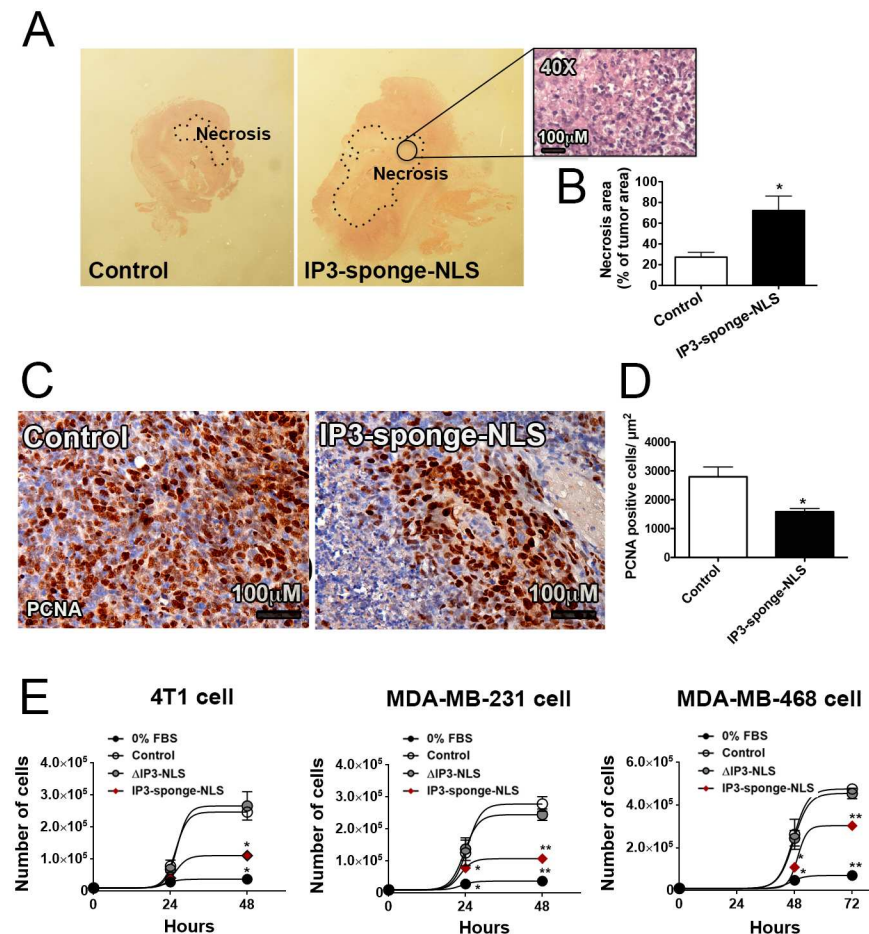 A
Necrosis
Control
Necrosis
IP3-sponge-NLS
40X
100μM
B
Necrosis area
(% of tumor area)
100
80
60
40
20
0
*
Control
IP3-sponge-NLS
C
Control
PCNA
100μM
IP3-sponge-NLS
100μM
D
PCNA positive cells/ μm²
4000
3000
2000
1000
0
*
Control
IP3-sponge-NLS
E
4T1 cell
0% FBS
Control
ΔIP3-NLS
IP3-sponge-NLS
Number of cells
4.0×10⁵
3.0×10⁵
2.0×10⁵
1.0×10⁵
0
*
*
0 24 48
Hours
MDA-MB-231 cell
0% FBS
Control
ΔIP3-NLS
IP3-sponge-NLS
Number of cells
4.0×10⁵
3.0×10⁵
2.0×10⁵
1.0×10⁵
0
**
*
**
*
0 24 48
Hours
MDA-MB-468 cell
0% FBS
Control
ΔIP3-NLS
IP3-sponge-NLS
Number of cells
6.0×10⁵
4.0×10⁵
2.0×10⁵
0
**
*
*
**
0 24 48 72
Hours